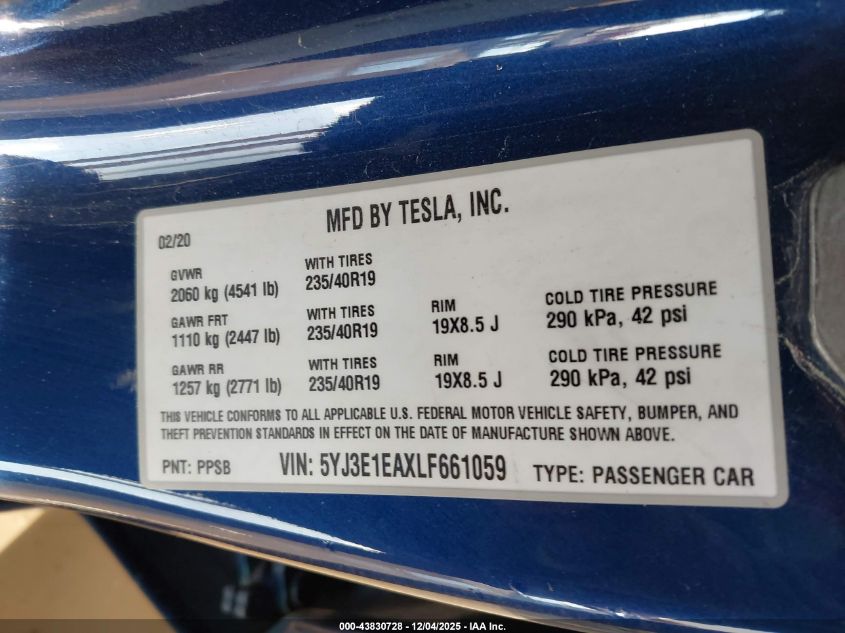 MFD BY TESLA, INC.
02/20
GVWR
2060 kg (4541 lb)
WITH TIRES
235/40R19
GAWR FRT
1110 kg (2447 lb)
WITH TIRES
235/40R19
RIM
19X8.5 J
COLD TIRE PRESSURE
290 kPa, 42 psi
GAWR RR
1257 kg (2771 lb)
WITH TIRES
235/40R19
RIM
19X8.5 J
COLD TIRE PRESSURE
290 kPa, 42 psi
THIS VEHICLE CONFORMS TO ALL APPLICABLE U.S. FEDERAL MOTOR VEHICLE SAFETY, BUMPER, AND
THEFT PREVENTION STANDARDS IN EFFECT ON THE DATE OF MANUFACTURE SHOWN ABOVE.
PNT: PPSB VIN: 5YJ3E1EAXLF661059 TYPE: PASSENGER CAR
000-43830728 - 12/04/2025 - IAA Inc.